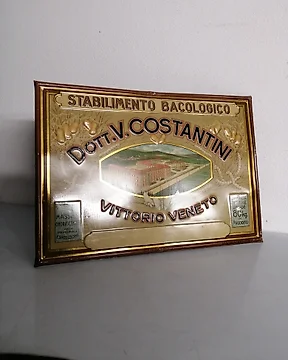 STABILIMENTO BACOLOGICO
DOTT. V. COSTANTINI
VITTORIO VENETO